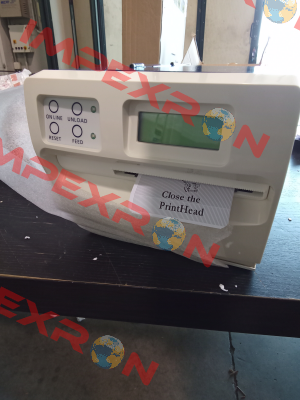 IMPEXRON
ON LINE
UNLOAD
RESET
FEED
Close the
PrintHead
IMPEXRON
IMPEXRON